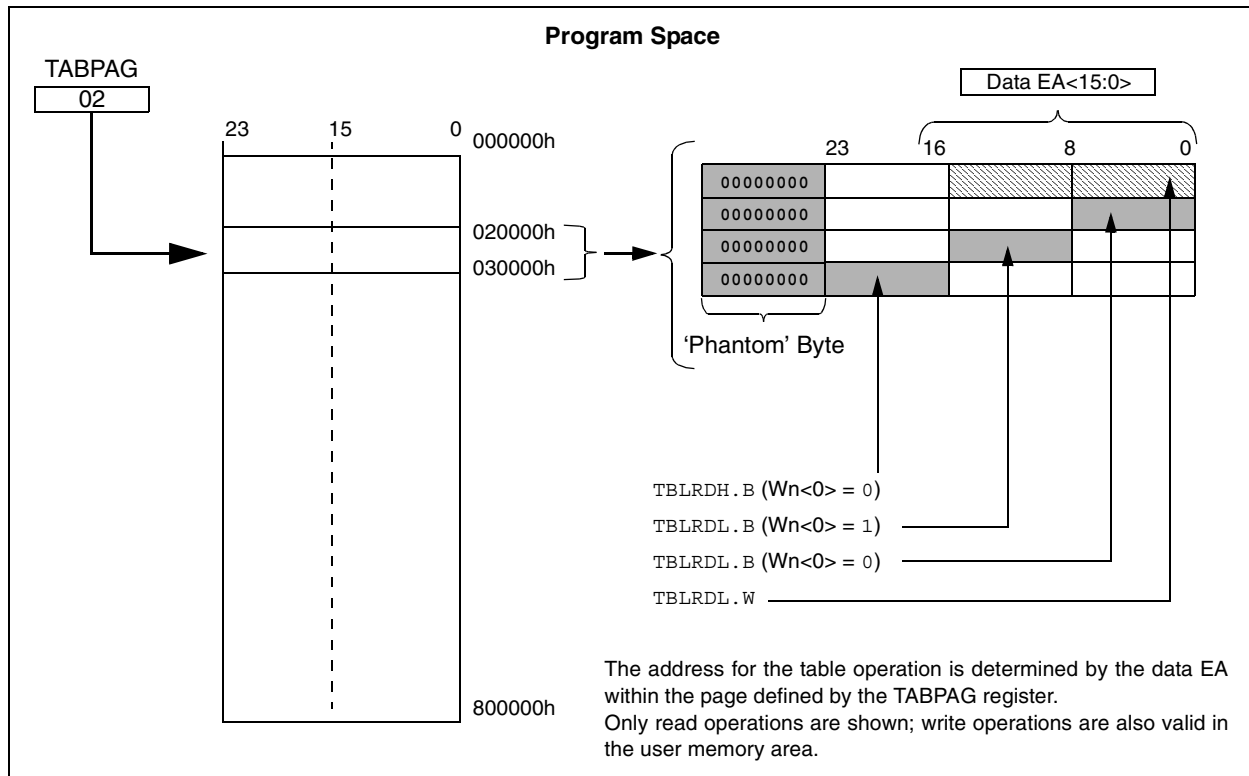 Program Space
TABPAG
02
Data EA<15:0>
23 15 0
000000h
020000h
030000h
800000h
23 16 8 0
00000000
00000000
00000000
00000000
‘Phantom’ Byte
TBLRDH.B (Wn<0> = 0)
TBLRDL.B (Wn<0> = 1)
TBLRDL.B (Wn<0> = 0)
TBLRDL.W
The address for the table operation is determined by the data EA
within the page defined by the TABPAG register.
Only read operations are shown; write operations are also valid in
the user memory area.